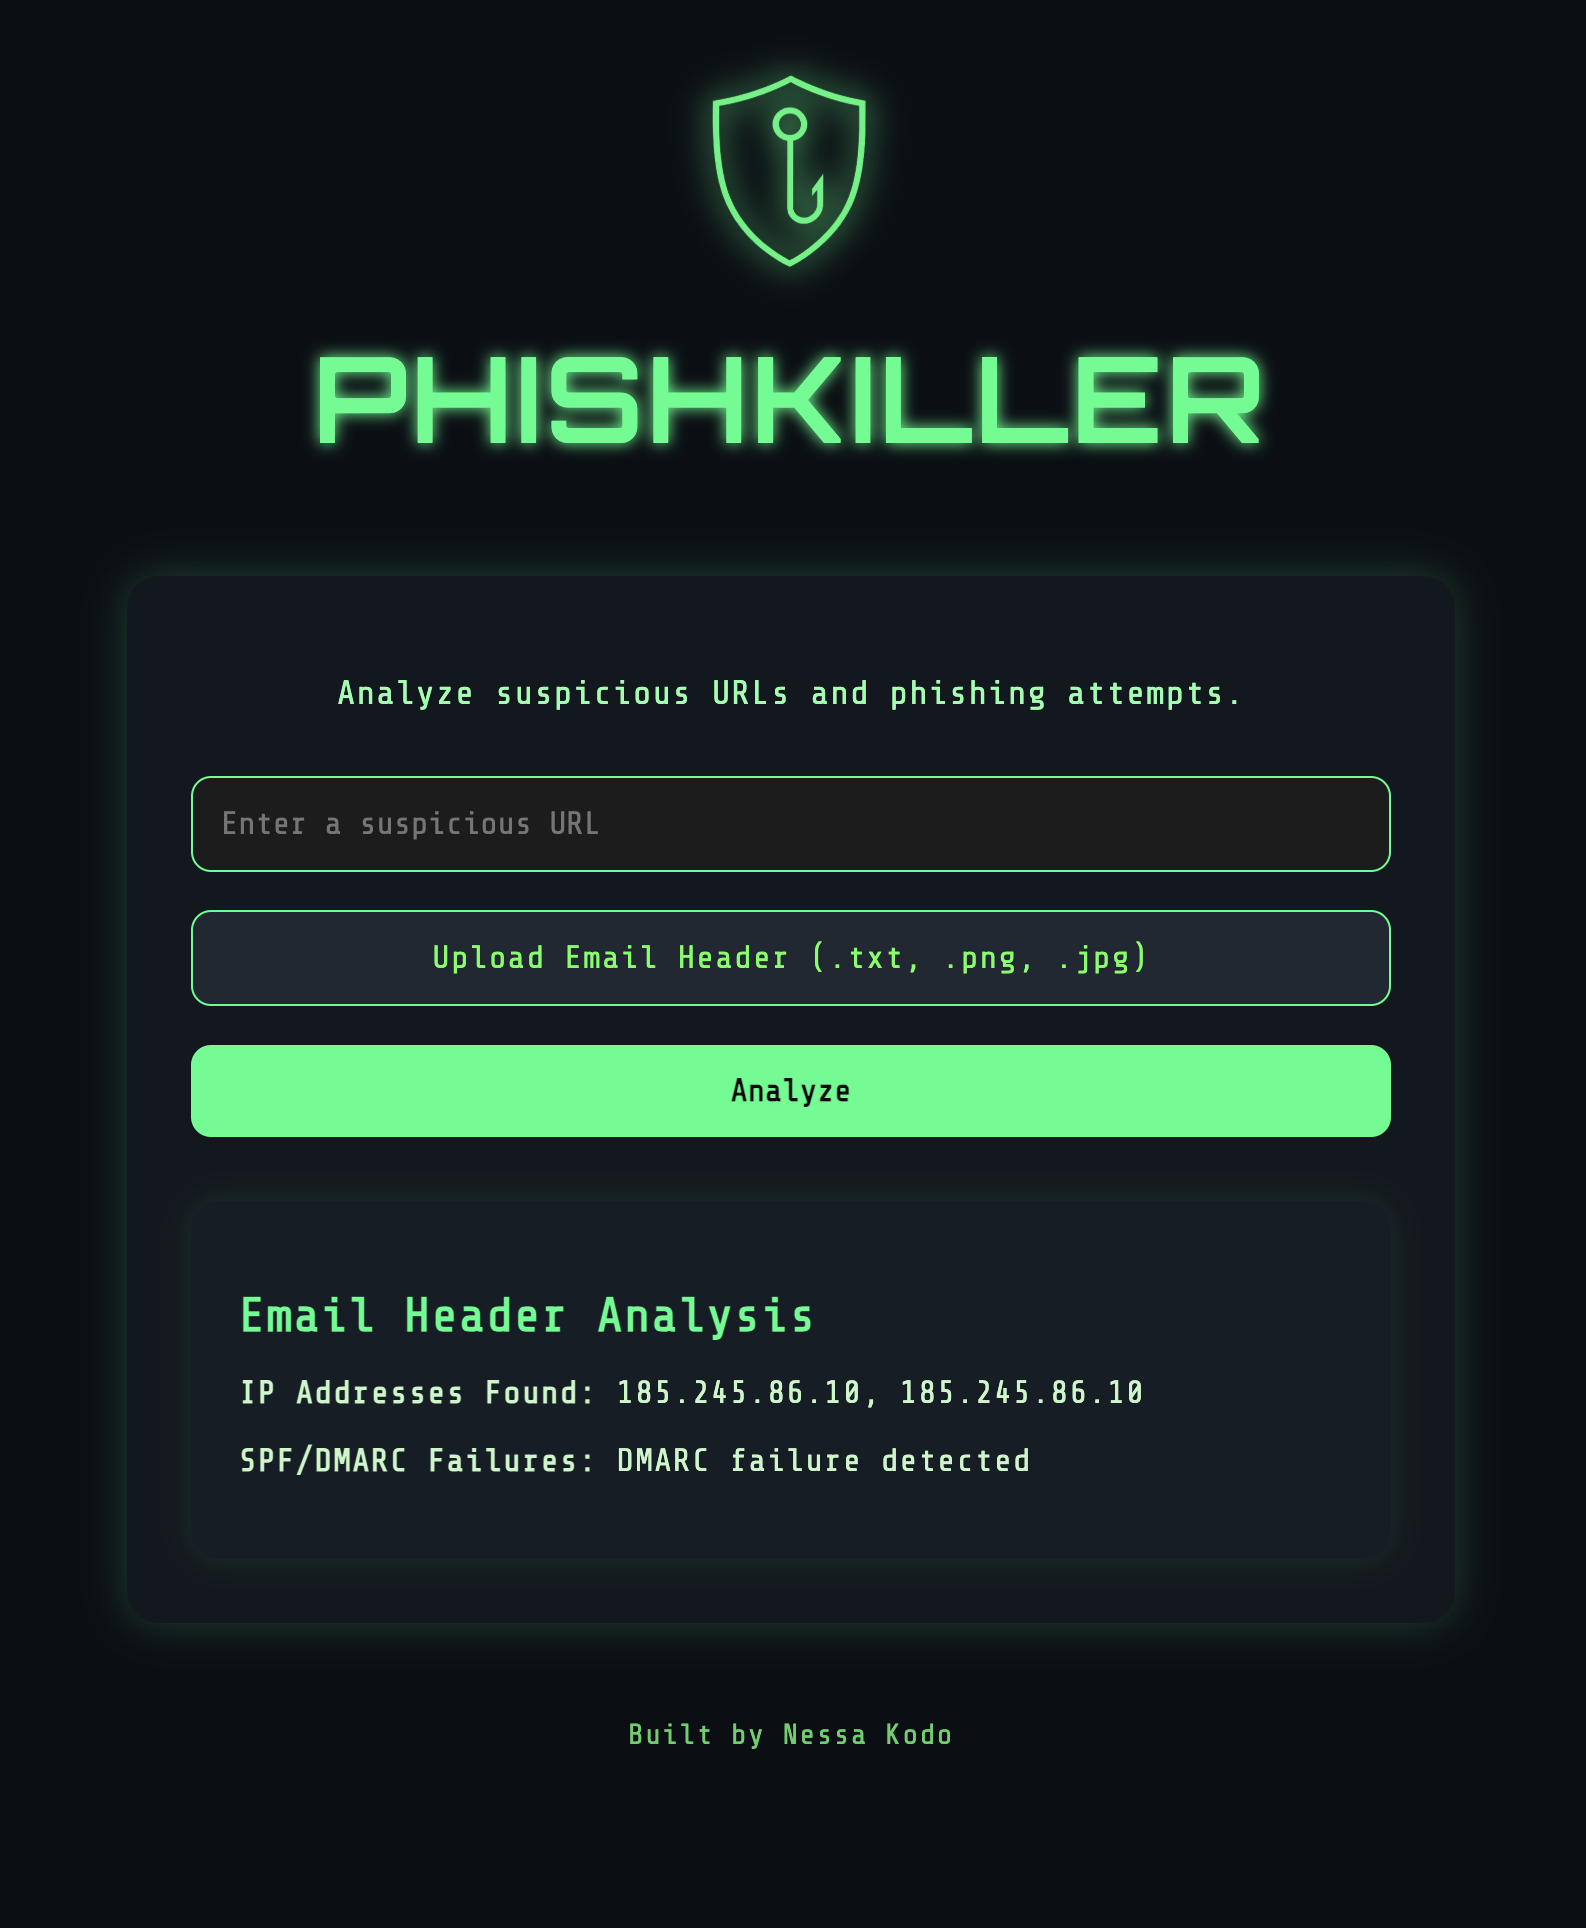 PHISHKILLER
Analyze suspicious URLs and phishing attempts.
Enter a suspicious URL
Upload Email Header (.txt, .png, .jpg)
Analyze
Email Header Analysis
IP Addresses Found: 185.245.86.10, 185.245.86.10
SPF/DMARC Failures: DMARC failure detected
Built by Nessa Kodo